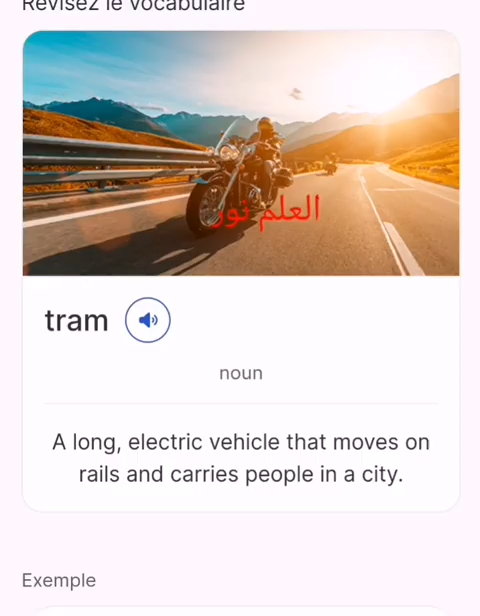 Revisez le vocabulaire
العلم نور
tram
noun
A long, electric vehicle that moves on
rails and carries people in a city.
Exemple